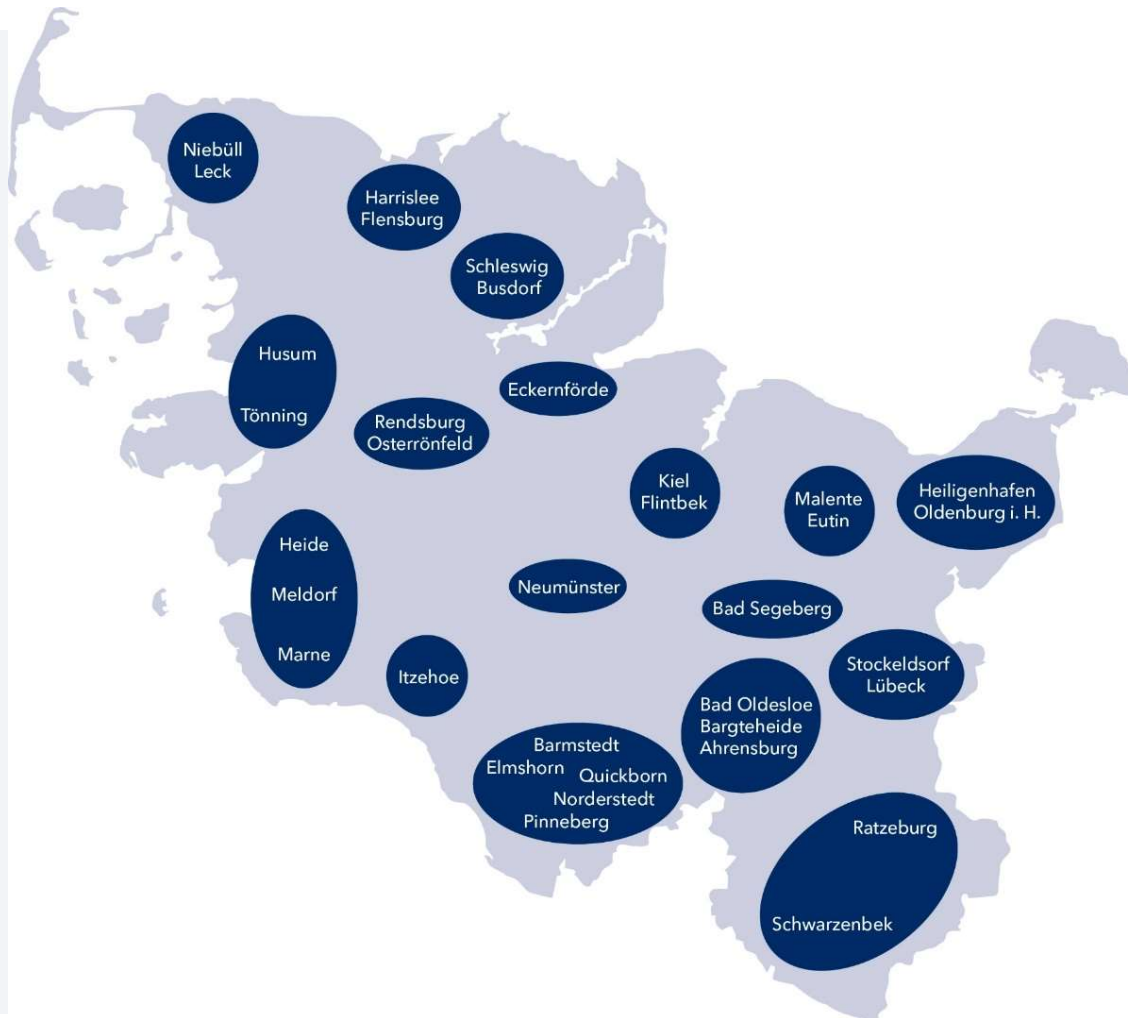 Niebüll
Leck
Harrislee
Flensburg
Schleswig
Busdorf
Husum
Tönning
Eckernförde
Rendsburg
Osterrönfeld
Kiel
Flintbek
Malente
Eutin
Heiligenhafen
Oldenburg i. H.
Heide
Meldorf
Marne
Neumünster
Bad Segeberg
Itzehoe
Stockeldsorf
Lübeck
Bad Oldesloe
Bargteheide
Ahrensburg
Barmstedt
Elmshorn
Quickborn
Norderstedt
Pinneberg
Ratzeburg
Schwarzenbek